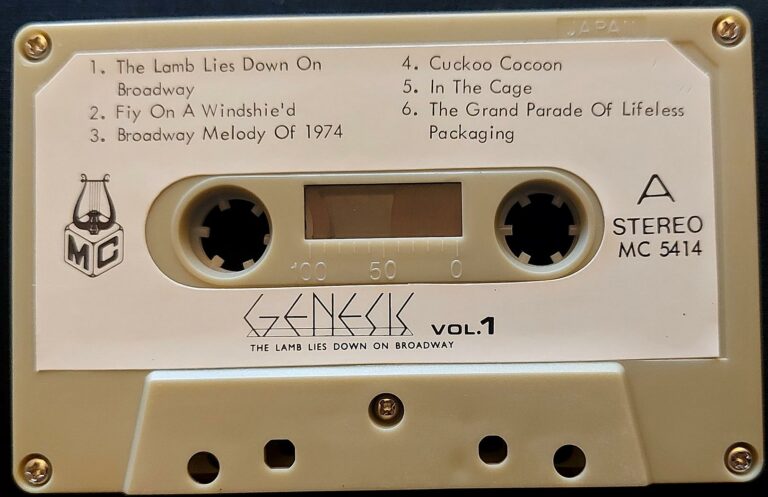 JAPAN
1. The Lamb Lies Down On
Broadway
2. Fiy On A Windshie'd
3. Broadway Melody Of 1974
4. Cuckoo Cocoon
5. In The Cage
6. The Grand Parade Of Lifeless
Packaging
MC
A
STEREO
MC 5414
100 50 0
GENESIS VOL.1
THE LAMB LIES DOWN ON BROADWAY